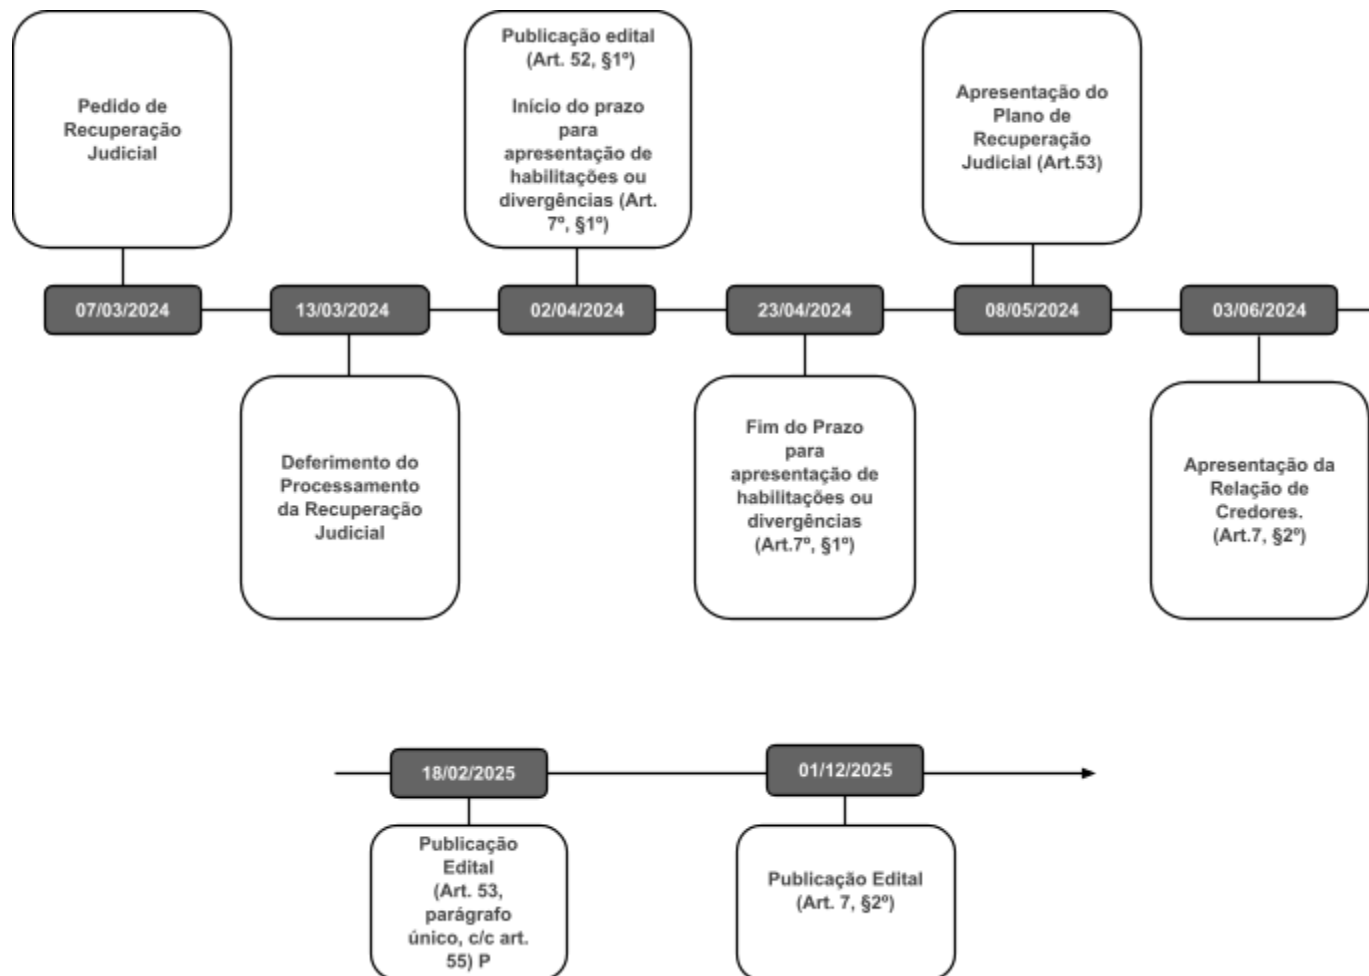 Pedido de
Recuperação
Judicial
Publicação edital
(Art. 52, §1º)
Início do prazo
para
apresentação de
habilitações ou
divergências (Art.
7º, §1º)
Apresentação do
Plano de
Recuperação
Judicial (Art.53)
07/03/2024
13/03/2024
02/04/2024
23/04/2024
08/05/2024
03/06/2024
Deferimento do
Processamento
da Recuperação
Judicial
Fim do Prazo
para
apresentação de
habilitações ou
divergências
(Art.7º, §1º)
Apresentação da
Relação de
Credores.
(Art.7, §2º)
18/02/2025
01/12/2025
Publicação
Edital
(Art. 53,
parágrafo
único, c/c art.
55) P
Publicação Edital
(Art. 7, §2º)